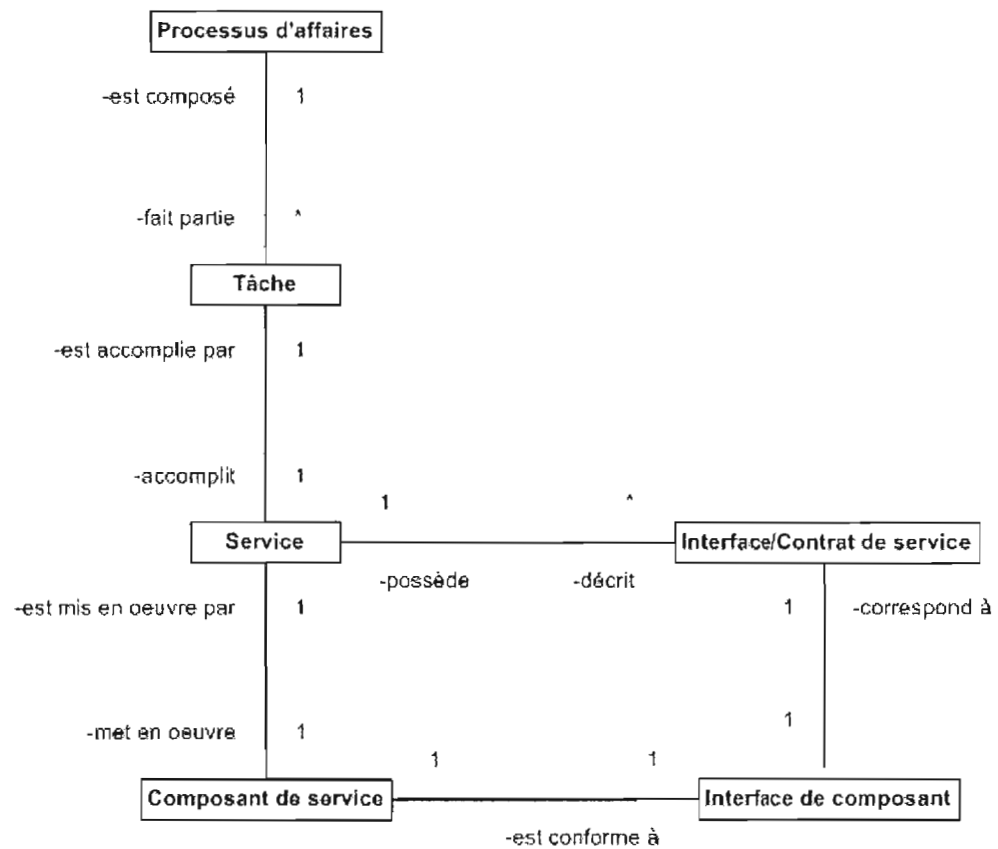 Processus d'affaires
-est composé 1
-fait partie *
Tâche
-est accomplie par 1
-accomplit 1
1 *
Service Interface/Contrat de service
-possède -décrit
-est mis en oeuvre par 1 1 -correspond à
-met en oeuvre 1 1
1 1
Composant de service Interface de composant
-est conforme à